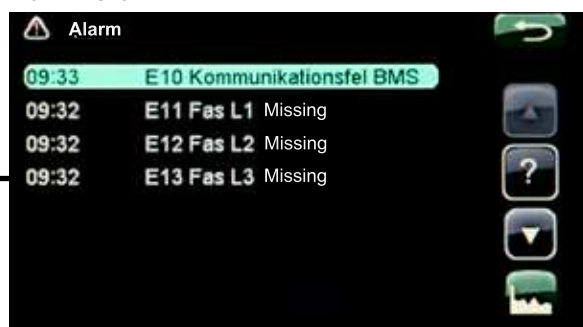 Alarm
09:33 E10 Kommunikationsfel BMS
09:32 E11 Fas L1 Missing
09:32 E12 Fas L2 Missing
09:32 E13 Fas L3 Missing
?